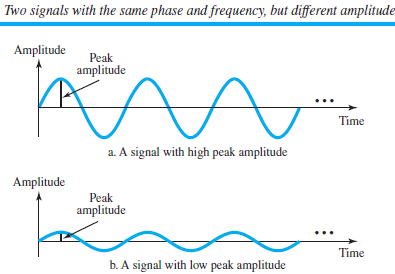 Two signals with the same phase and frequency, but different amplitude
Amplitude
Peak
amplitude
•••
Time
a. A signal with high peak amplitude
Amplitude
Peak
amplitude
•••
Time
b. A signal with low peak amplitude